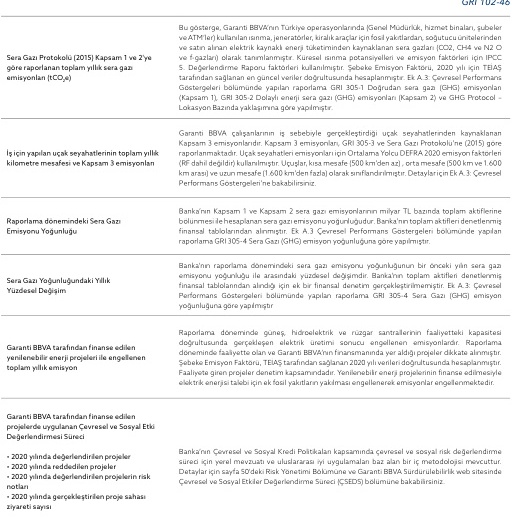 GRI 102-46
Sera Gazı Protokolü (2015) Kapsam 1 ve 2'ye
göre raporlanan toplam yıllık sera gazı
emisyonları (tCO₂e)
Bu gösterge, Garanti BBVA'nın Türkiye operasyonlarında (Genel Müdürlük, hizmet binaları, şubeler
ve ATM'ler) kullanılan ısınma, jeneratörler, kiralık araçlar için fosil yakıtlardan, soğutucu ünitelerinden
ve satın alınan elektrik kaynaklı enerji tüketiminden kaynaklanan sera gazları (CO2, CH4 ve N2 O
ve f-gazları) olarak tanımlanmıştır. Küresel ısınma potansiyelleri ve emisyon faktörleri için IPCC
5. Değerlendirme Raporu faktörleri kullanılmıştır. Şebeke Emisyon Faktörü, 2020 yılı için TEİAŞ
tarafından sağlanan en güncel veriler doğrultusunda hesaplanmıştır. Ek A.3: Çevresel Performans
Göstergeleri bölümünde yapılan raporlama GRI 305-1 Doğrudan sera gazı (GHG) emisyonları
(Kapsam 1), GRI 305-2 Dolaylı enerji sera gazı (GHG) emisyonları (Kapsam 2) ve GHG Protocol -
Lokasyon Bazında yaklaşımına göre yapılmıştır.
İş için yapılan uçak seyahatlerinin toplam yıllık
kilometre mesafesi ve Kapsam 3 emisyonları
Garanti BBVA çalışanlarının iş sebebiyle gerçekleştirdiği uçak seyahatlerinden kaynaklanan
Kapsam 3 emisyonlarıdır. Kapsam 3 emisyonları, GRI 305-3 ve Sera Gazı Protokolü'ne (2015) göre
raporlanmaktadır. Uçak seyahatleri emisyonları için Ortalama Yolcu DEFRA 2020 emisyon faktörleri
(RF dahil değildir) kullanılmıştır. Uçuşlar, kısa mesafe (500 km'den az) , orta mesafe (500 km ve 1.600
km arası) ve uzun mesafe (1.600 km'den fazla) olarak sınıflandırılmıştır. Detaylar için Ek A.3: Çevresel
Performans Göstergeleri'ne bakabilirsiniz.
Raporlama dönemindeki Sera Gazı
Emisyonu Yoğunluğu
Banka'nın Kapsam 1 ve Kapsam 2 sera gazı emisyonlarının milyar TL bazında toplam aktiflerine
bölünmesi ile hesaplanan sera gazı emisyonu yoğunluğudur. Banka'nın toplam aktifleri denetlenmiş
finansal tablolarından alınmıştır. Ek A.3 Çevresel Performans Göstergeleri bölümünde yapılan
raporlama GRI 305-4 Sera Gazı (GHG) emisyon yoğunluğuna göre yapılmıştır.
Sera Gazı Yoğunluğundaki Yıllık
Yüzdesel Değişim
Banka'nın raporlama dönemindeki sera gazı emisyonu yoğunluğunun bir önceki yılın sera gazı
emisyonu yoğunluğu ile arasındaki yüzdesel değişimdir. Banka'nın toplam aktifleri denetlenmiş
finansal tablolarından alındığı için ek bir finansal denetim gerçekleştirilmemiştir. Ek A.3: Çevresel
Performans Göstergeleri bölümünde yapılan raporlama GRI 305-4 Sera Gazı (GHG) emisyon
yoğunluğuna göre yapılmıştır
Garanti BBVA tarafından finanse edilen
yenilenebilir enerji projeleri ile engellenen
toplam yıllık emisyon
Raporlama döneminde güneş, hidroelektrik ve rüzgar santrallerinin faaliyetteki kapasitesi
doğrultusunda gerçekleşen elektrik üretimi sonucu engellenen emisyonlardır. Raporlama
döneminde faaliyette olan ve Garanti BBVA'nın finansmanında yer aldığı projeler dikkate alınmıştır.
Şebeke Emisyon Faktörü, TEİAŞ tarafından sağlanan 2020 yılı verileri doğrultusunda hesaplanmıştır.
Faaliyete giren projeler denetim kapsamındadır. Yenilenebilir enerji projelerinin finanse edilmesiyle
elektrik enerjisi talebi için ek fosil yakıtların yakılması engellenerek emisyonlar engellenmektedir.
Garanti BBVA tarafından finanse edilen
projelerde uygulanan Çevresel ve Sosyal Etki
Değerlendirmesi Süreci
• 2020 yılında değerlendirilen projeler
• 2020 yılında reddedilen projeler
• 2020 yılında değerlendirilen projelerin risk
notları
• 2020 yılında gerçekleştirilen proje sahası
ziyareti sayısı
Banka'nın Çevresel ve Sosyal Kredi Politikaları kapsamında çevresel ve sosyal risk değerlendirme
süreci için yerel mevzuatı ve uluslararası iyi uygulamaları baz alan bir iç metodolojisi mevcuttur.
Detaylar için sayfa 50'deki Risk Yönetimi Bölümüne ve Garanti BBVA Sürdürülebilirlik web sitesinde
Çevresel ve Sosyal Etkiler Değerlendirme Süreci (ÇSEDS) bölümüne bakabilirsiniz.